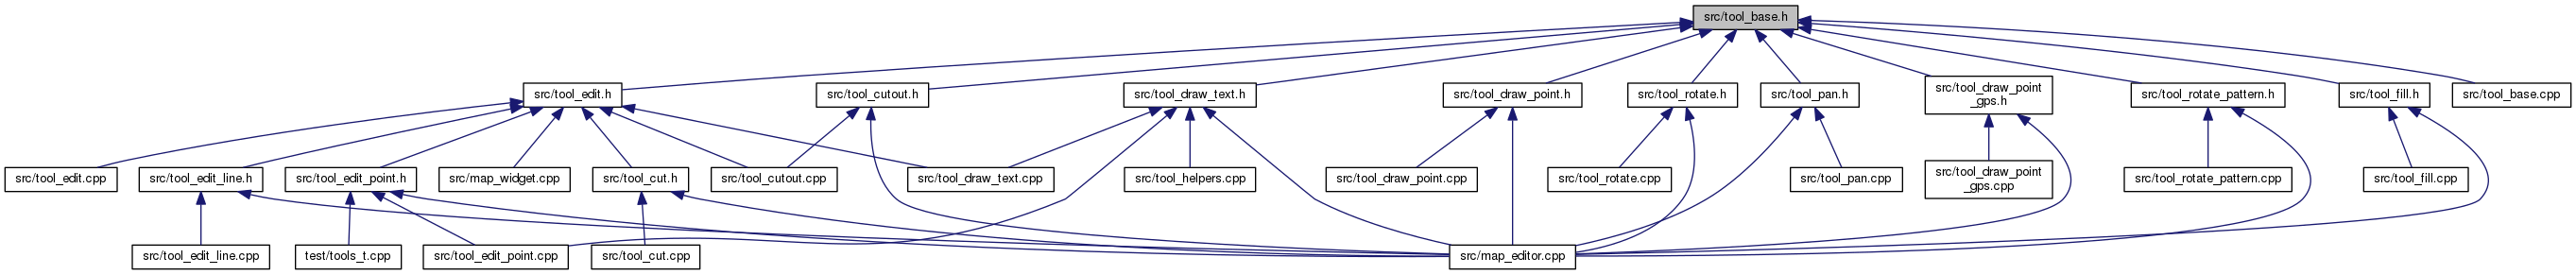 src/tool_base.h
src/tool_edit.h
src/tool_cutout.h
src/tool_draw_text.h
src/tool_draw_point.h
src/tool_rotate.h
src/tool_pan.h
src/tool_draw_point
_gps.h
src/tool_rotate_pattern.h
src/tool_fill.h
src/tool_base.cpp
src/tool_edit.cpp
src/tool_edit_line.h
src/tool_edit_point.h
src/map_widget.cpp
src/tool_cut.h
src/tool_cutout.cpp
src/tool_draw_text.cpp
src/tool_helpers.cpp
src/tool_draw_point.cpp
src/tool_rotate.cpp
src/tool_pan.cpp
src/tool_draw_point
_gps.cpp
src/tool_rotate_pattern.cpp
src/tool_fill.cpp
src/tool_edit_line.cpp
test/tools_t.cpp
src/tool_edit_point.cpp
src/tool_cut.cpp
src/map_editor.cpp